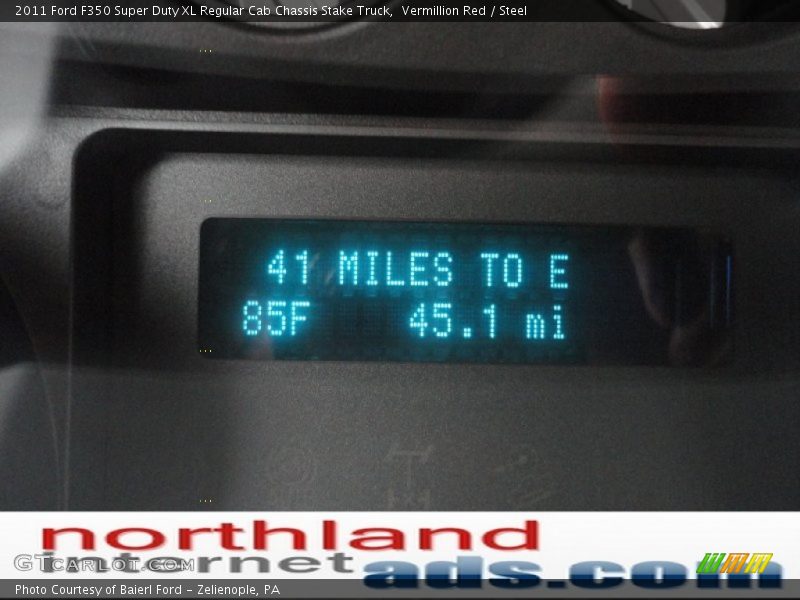 2011 Ford F350 Super Duty XL Regular Cab Chassis Stake Truck,  Vermillion Red / Steel
41 MILES TO E
85F 45.1 mi
northland
internet
ads.com
GTCARLOT.COM
Photo Courtesy of Baierl Ford - Zelienople, PA